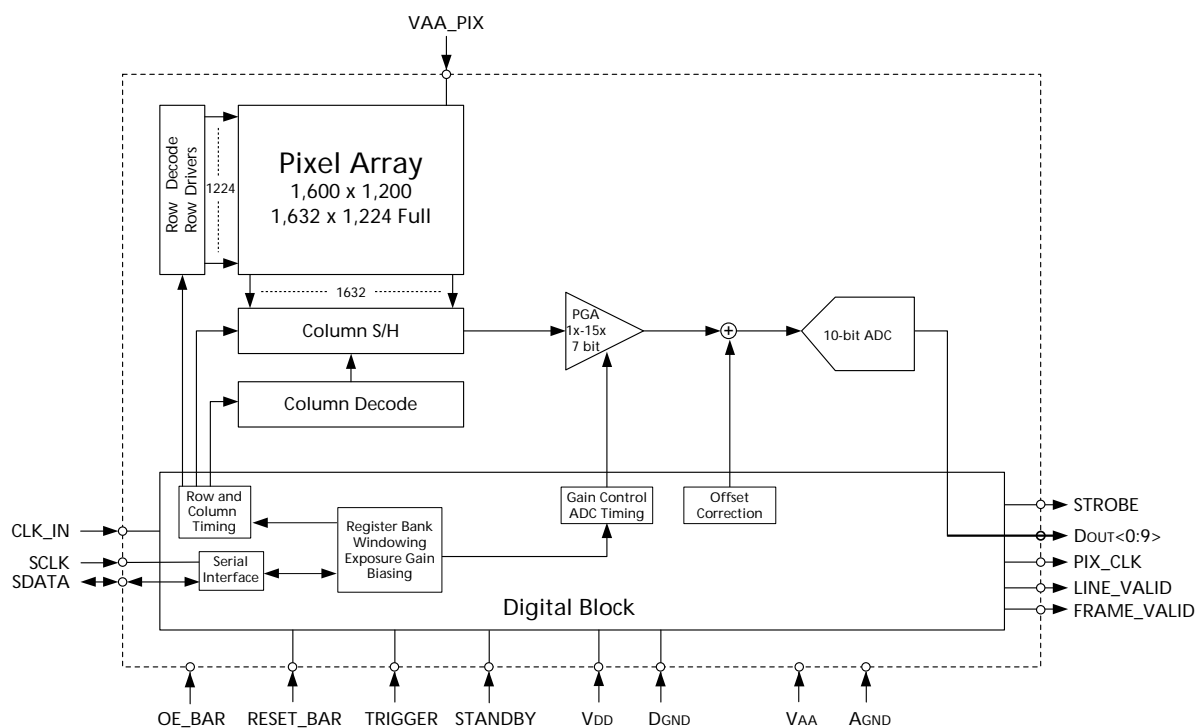 VAA_PIX
Row Decode
Row Drivers
1224
Pixel Array
1,600 x 1,200
1,632 x 1,224 Full
1632
Column S/H
PGA
1x-15x
7 bit
10-bit ADC
Column Decode
Row and
Column
Timing
Gain Control
ADC Timing
Offset
Correction
Register Bank
Windowing
Exposure Gain
Biasing
Serial
Interface
Digital Block
CLK_IN
SCLK
SDATA
STROBE
DOUT<0:9>
PIX_CLK
LINE_VALID
FRAME_VALID
OE_BAR RESET_BAR TRIGGER STANDBY VDD DGND VAA AGND